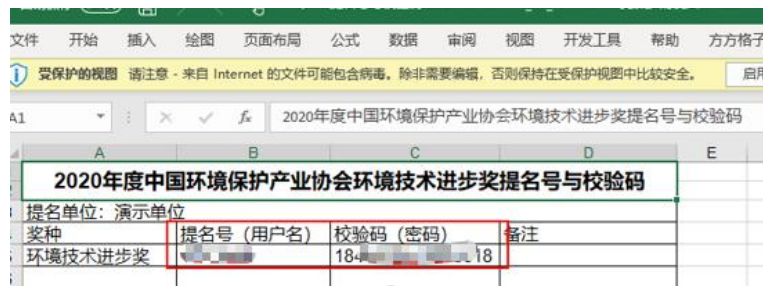 文件 开始 插入 绘图 页面布局 公式 数据 审阅 视图 开发工具 帮助 方方格子
受保护的视图 请注意 - 来自 Internet 的文件可能包含病毒。除非需要编辑，否则保持在受保护视图中比较安全。 启用
A1 fx 2020年度中国环境保护产业协会环境技术进步奖提名号与校验码
A B C D E
2020年度中国环境保护产业协会环境技术进步奖提名号与校验码
提名单位：演示单位
奖种 提名号（用户名） 校验码（密码） 备注
环境技术进步奖